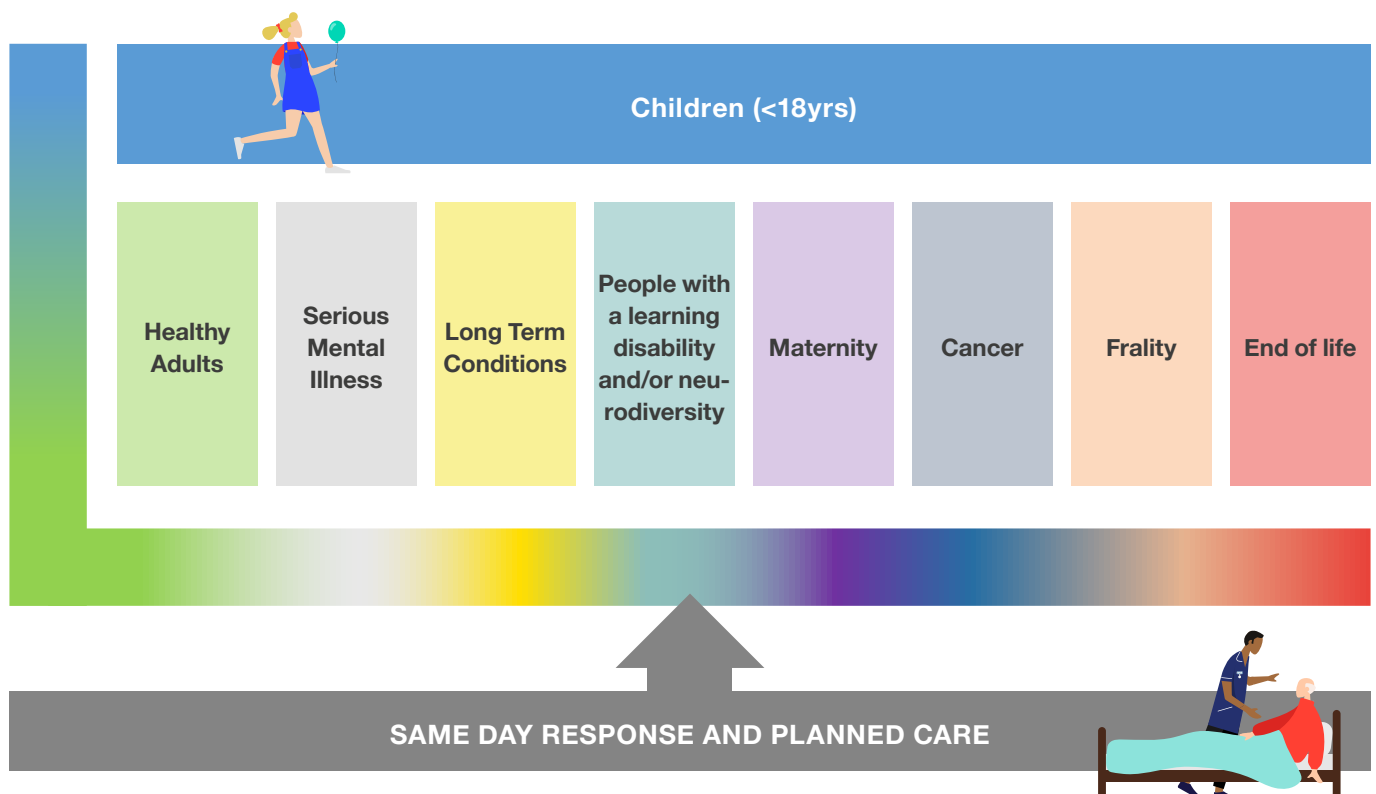 Children (<18yrs)
Healthy
Adults
Serious
Mental
Illness
Long Term
Conditions
People with
a learning
disability
and/or neu-
rodiversity
Maternity
Cancer
Frality
End of life
SAME DAY RESPONSE AND PLANNED CARE